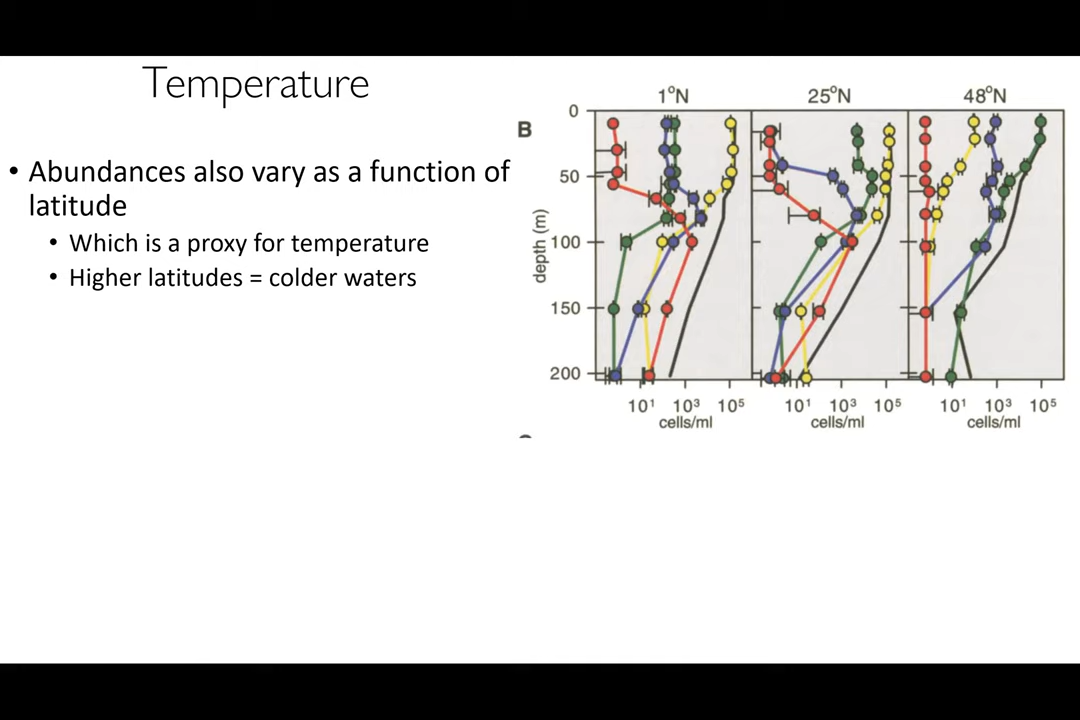 Temperature
• Abundances also vary as a function of
latitude
• Which is a proxy for temperature
• Higher latitudes = colder waters
B
1°N 25°N 48°N
depth (m)
0
50
100
150
200
10¹ 10³ 10⁵ 10¹ 10³ 10⁵ 10¹ 10³ 10⁵
cells/ml cells/ml cells/ml